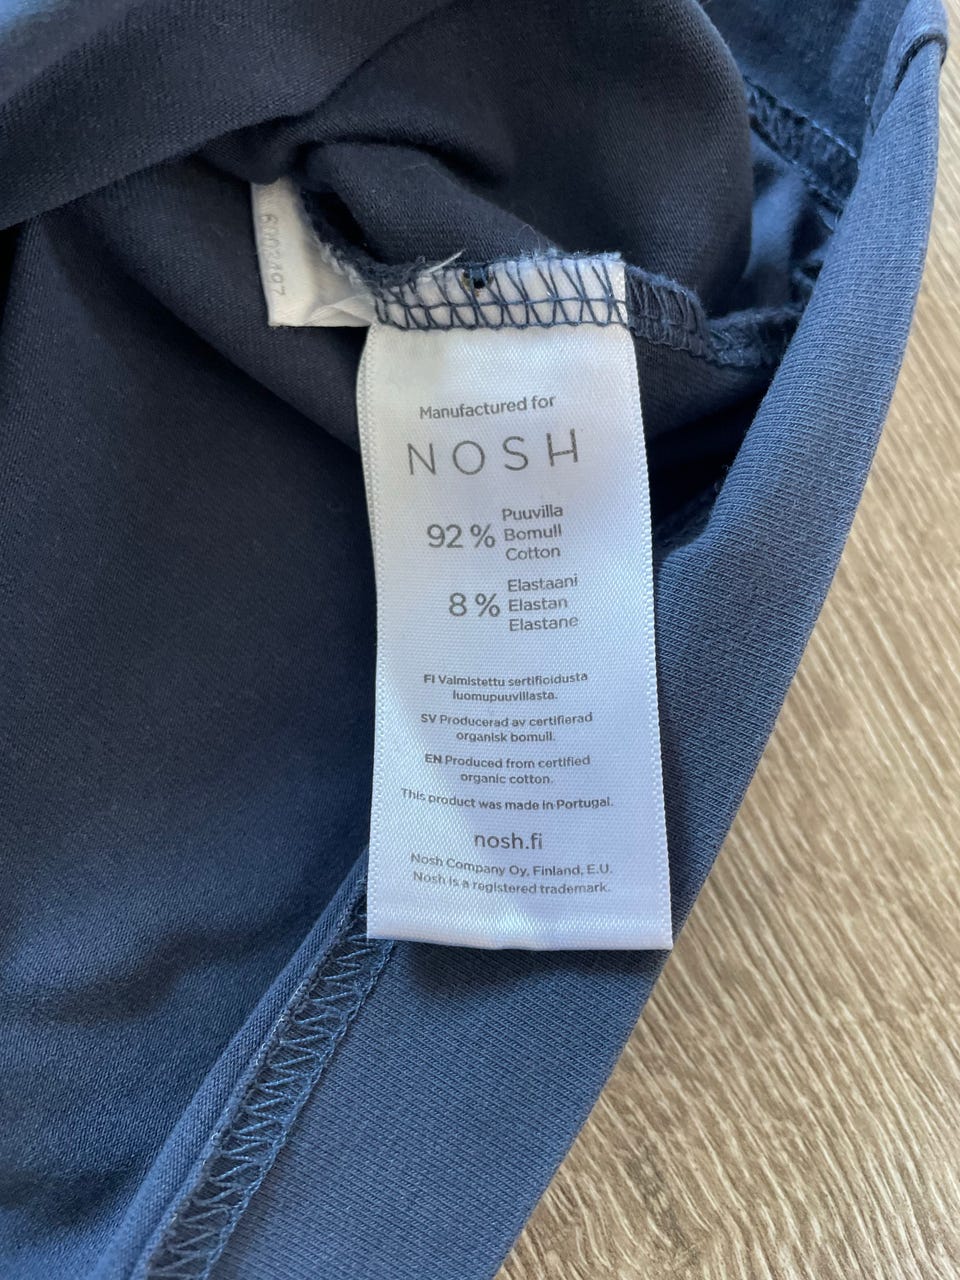 Manufactured for
NOSH
92 %
Puuvilla
Bomull
Cotton
8 %
Elastaani
Elastan
Elastane
FI Valmistettu sertifioidusta
luomupuuvillasta.
SV Producerad av certifierad
organisk bomull.
EN Produced from certified
organic cotton.
This product was made in Portugal.
nosh.fi
Nosh Company Oy, Finland, E.U.
Nosh is a registered trademark.